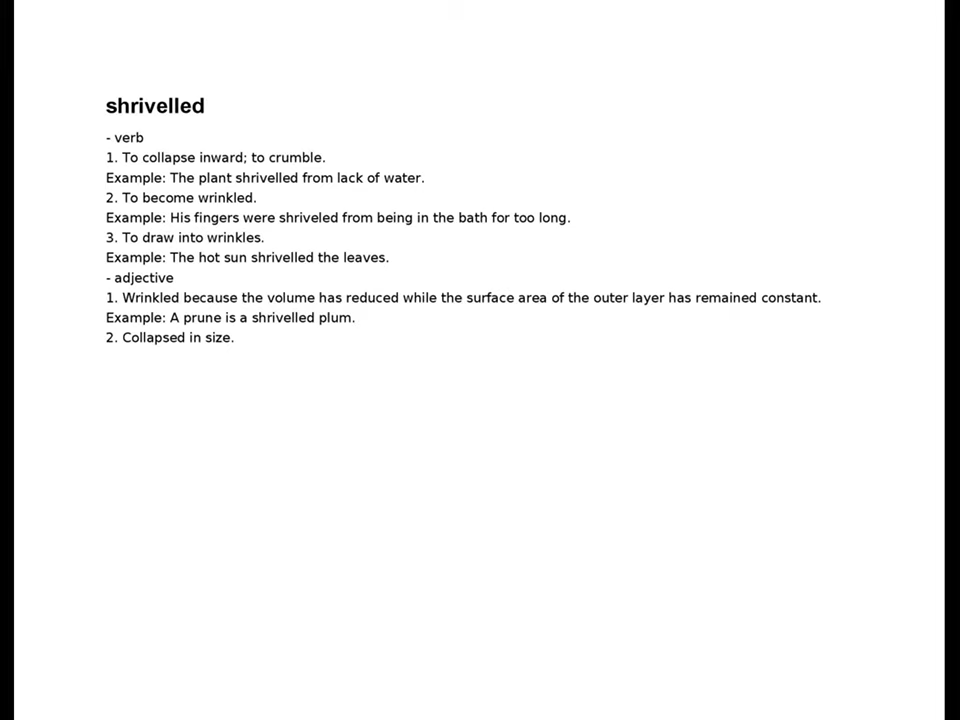 shrivelled
- verb
1. To collapse inward; to crumble.
Example: The plant shrivelled from lack of water.
2. To become wrinkled.
Example: His fingers were shriveled from being in the bath for too long.
3. To draw into wrinkles.
Example: The hot sun shrivelled the leaves.
- adjective
1. Wrinkled because the volume has reduced while the surface area of the outer layer has remained constant.
Example: A prune is a shrivelled plum.
2. Collapsed in size.